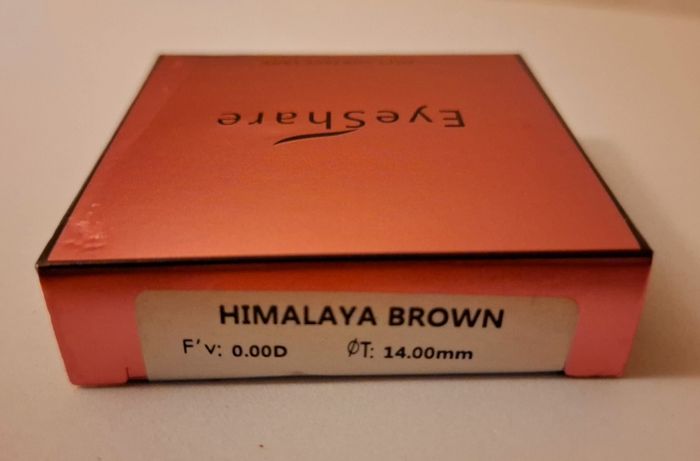 EyeShare
HIMALAYA BROWN
F'v: 0.00D ØT: 14.00mm